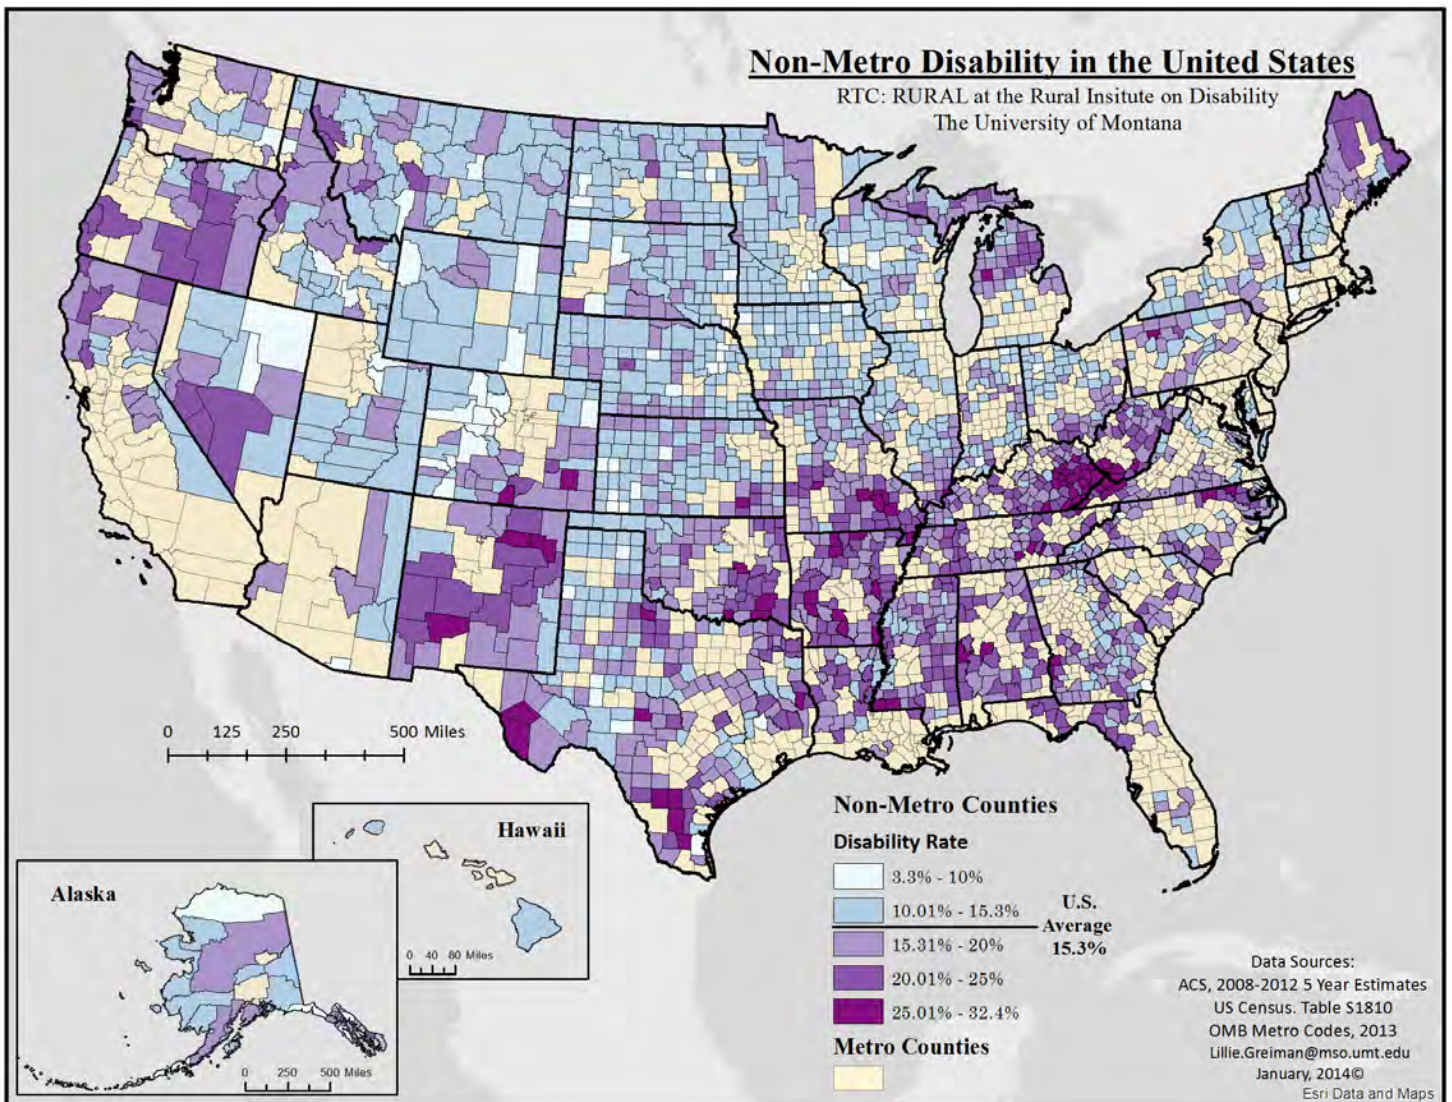 Non-Metro Disability in the United States
RTC: RURAL at the Rural Insitute on Disability
The University of Montana
0 125 250 500 Miles
Hawaii
0 40 80 Miles
Alaska
0 250 500 Miles
Non-Metro Counties
Disability Rate
3.3% - 10%
10.01% - 15.3%
15.31% - 20%
20.01% - 25%
25.01% - 32.4%
U.S.
Average
15.3%
Metro Counties
Data Sources:
ACS, 2008-2012 5 Year Estimates
US Census. Table S1810
OMB Metro Codes, 2013
Lillie.Greiman@mso.umt.edu
January, 2014©
Esri Data and Maps